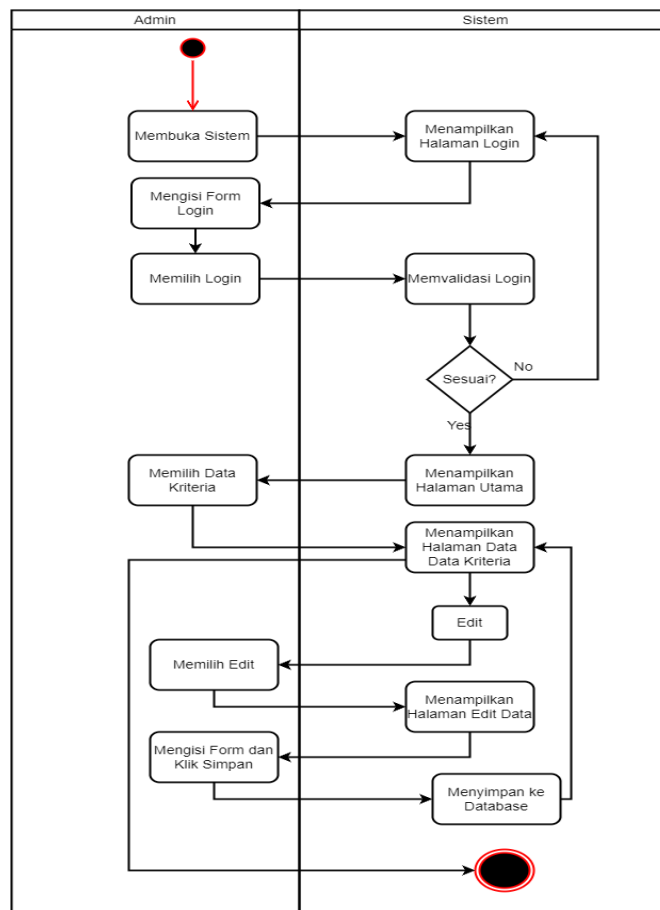 Admin
Sistem
Membuka Sistem
Menampilkan
Halaman Login
Mengisi Form
Login
Memilih Login
Memvalidasi Login
Sesuai?
No
Yes
Menampilkan
Halaman Utama
Memilih Data
Kriteria
Menampilkan
Halaman Data
Data Kriteria
Edit
Memilih Edit
Menampilkan
Halaman Edit Data
Mengisi Form dan
Klik Simpan
Menyimpan ke
Database